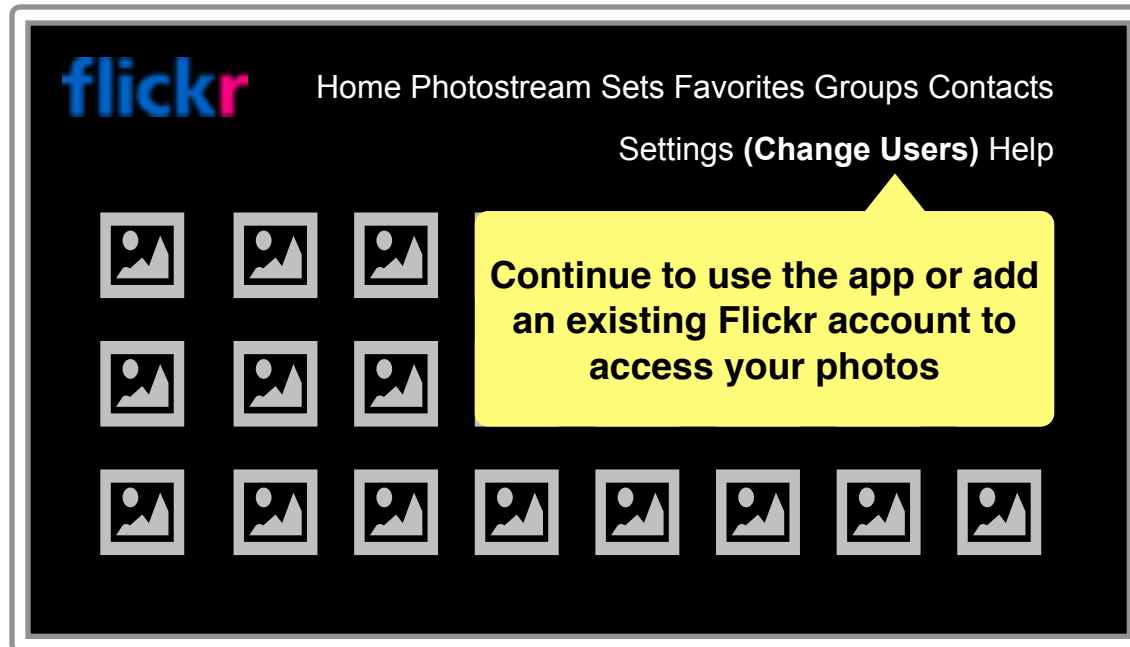 flickr
Home Photostream Sets Favorites Groups Contacts
Settings (Change Users) Help
Continue to use the app or add
an existing Flickr account to
access your photos